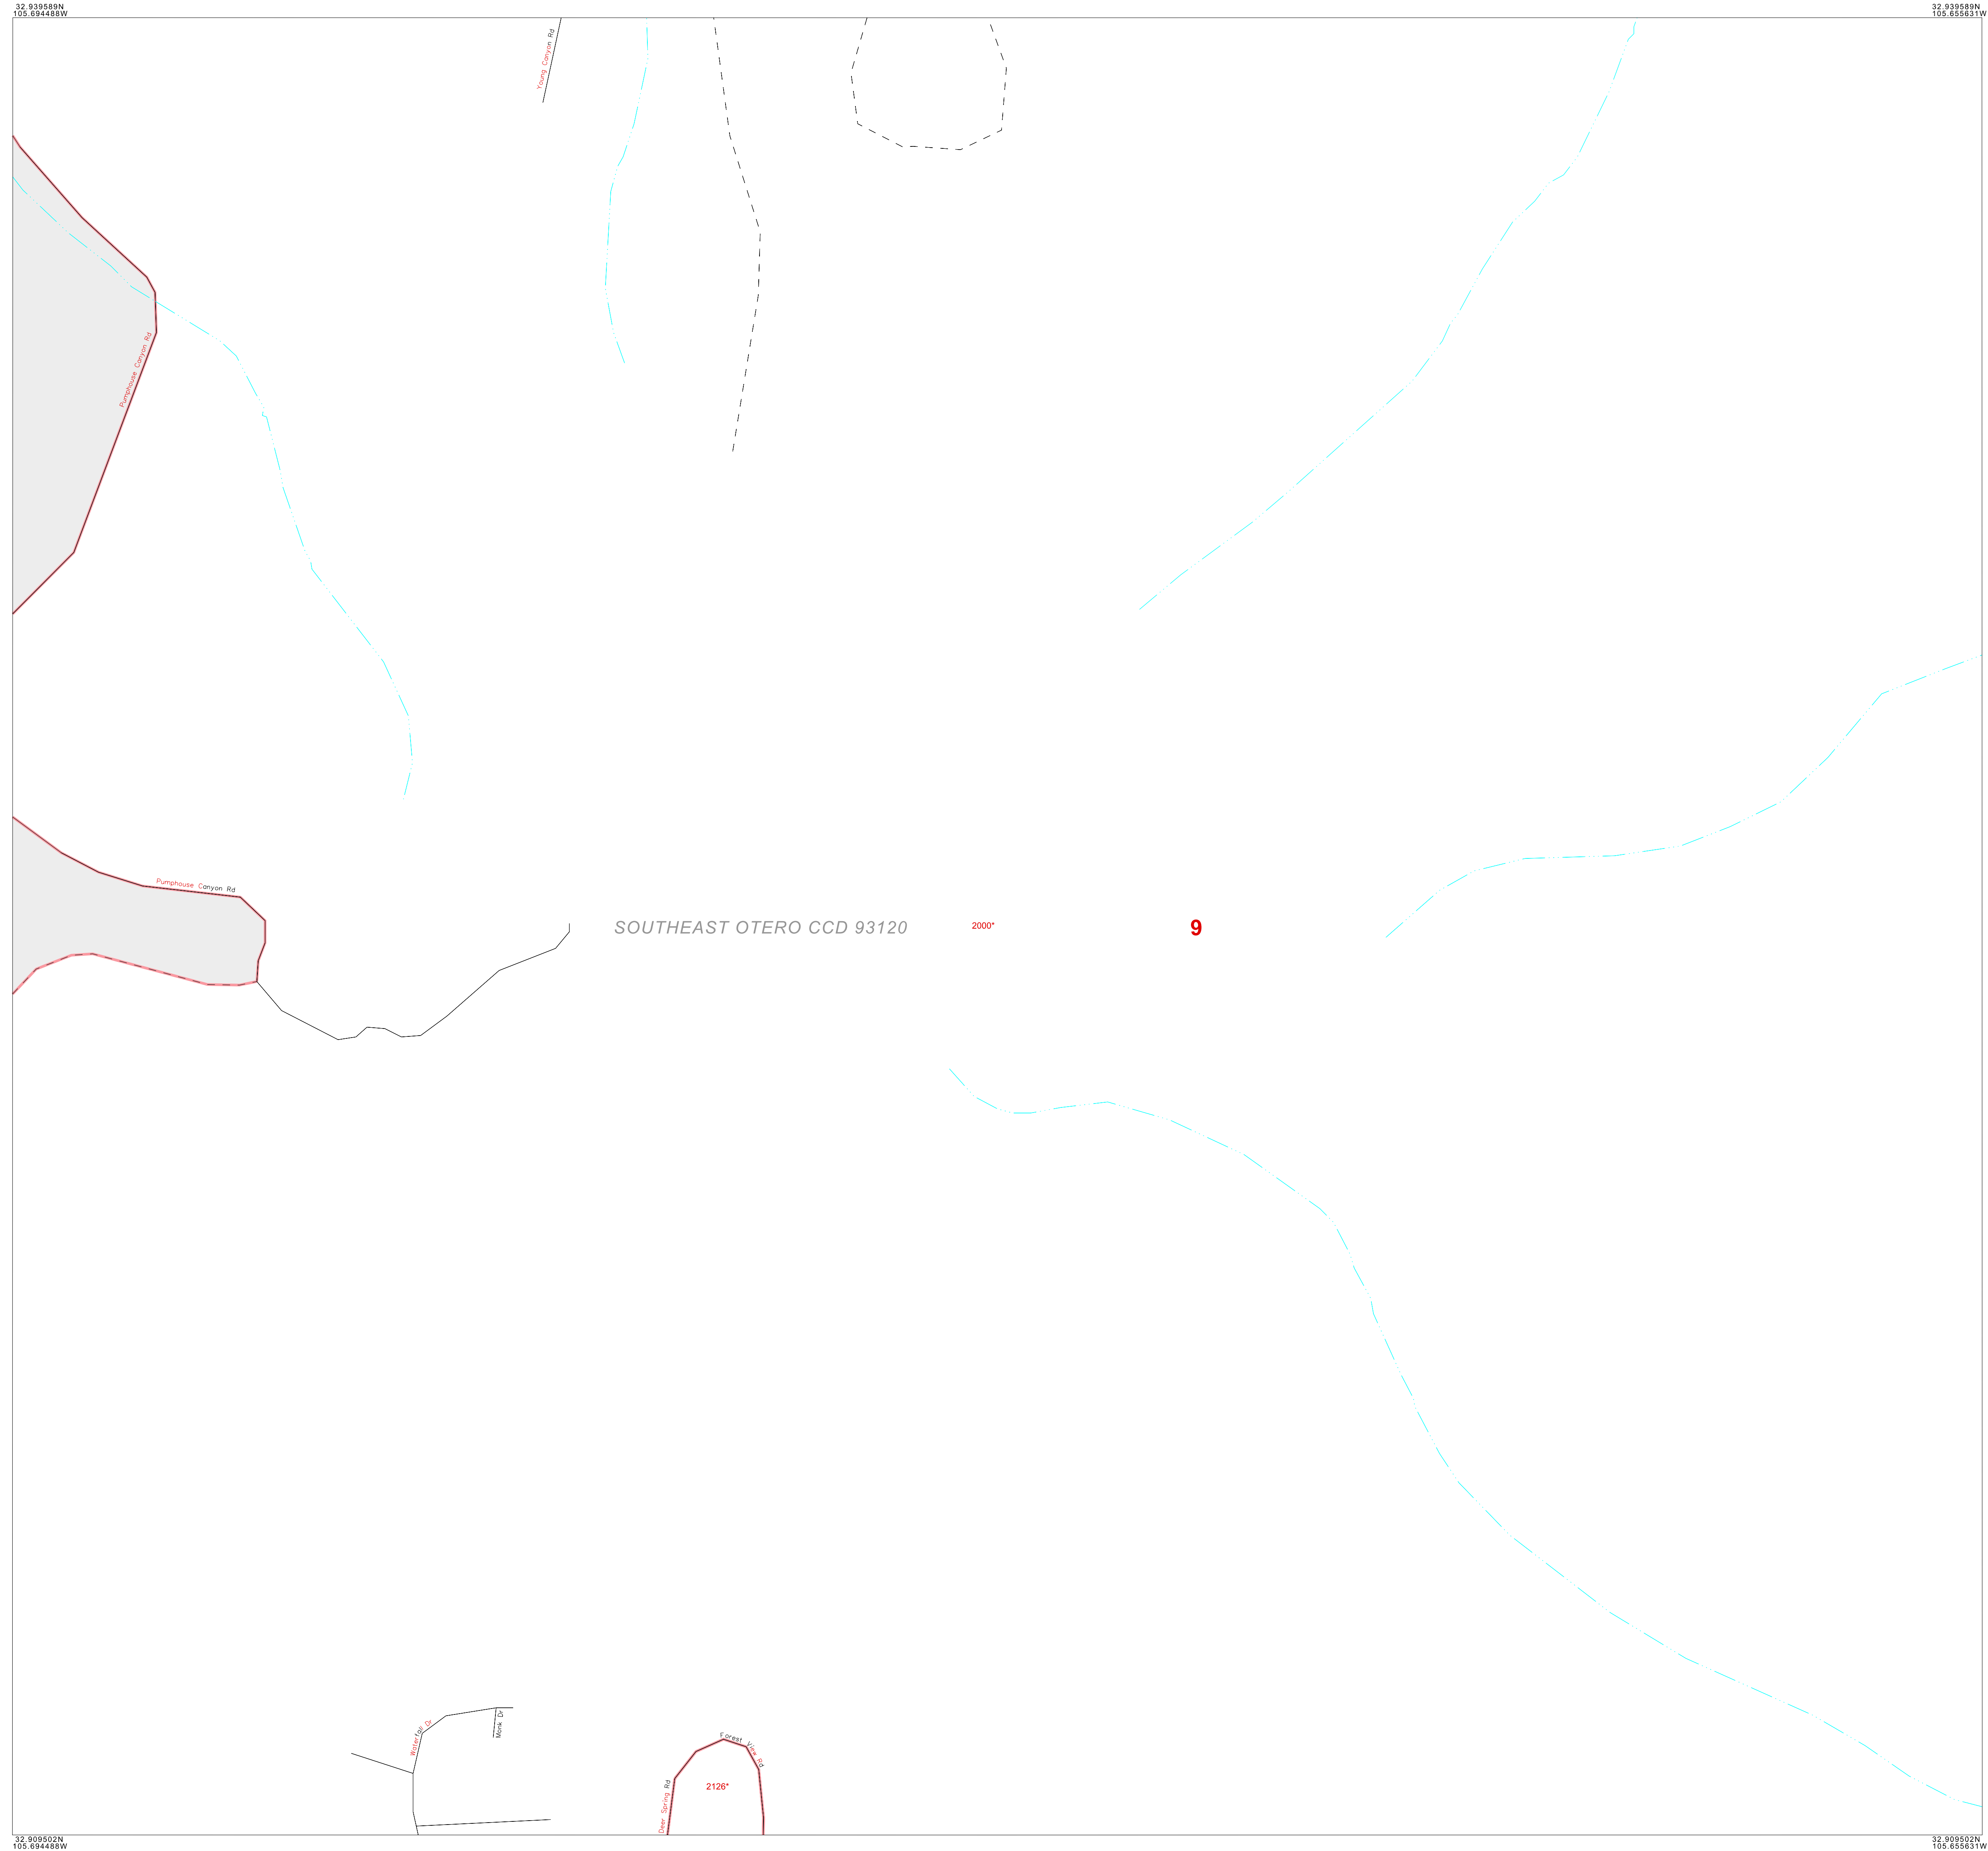 32.939589N
105.694488W
32.939589N
105.655631W
Young Canyon Rd
Pumphouse Canyon Rd
Pumphouse Canyon Rd
SOUTHEAST OTERO CCD 93120
2000*
9
Waterfall Dr
Monk Dr
Forest View Rd
Deer Spring Rd
2126*
32.909502N
105.694488W
32.909502N
105.655631W